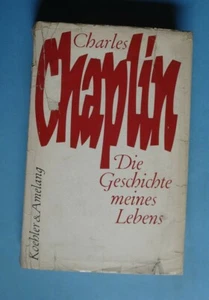 Charles
Chaplin
Die
Geschichte
meines
Lebens
Koehler & Amelang